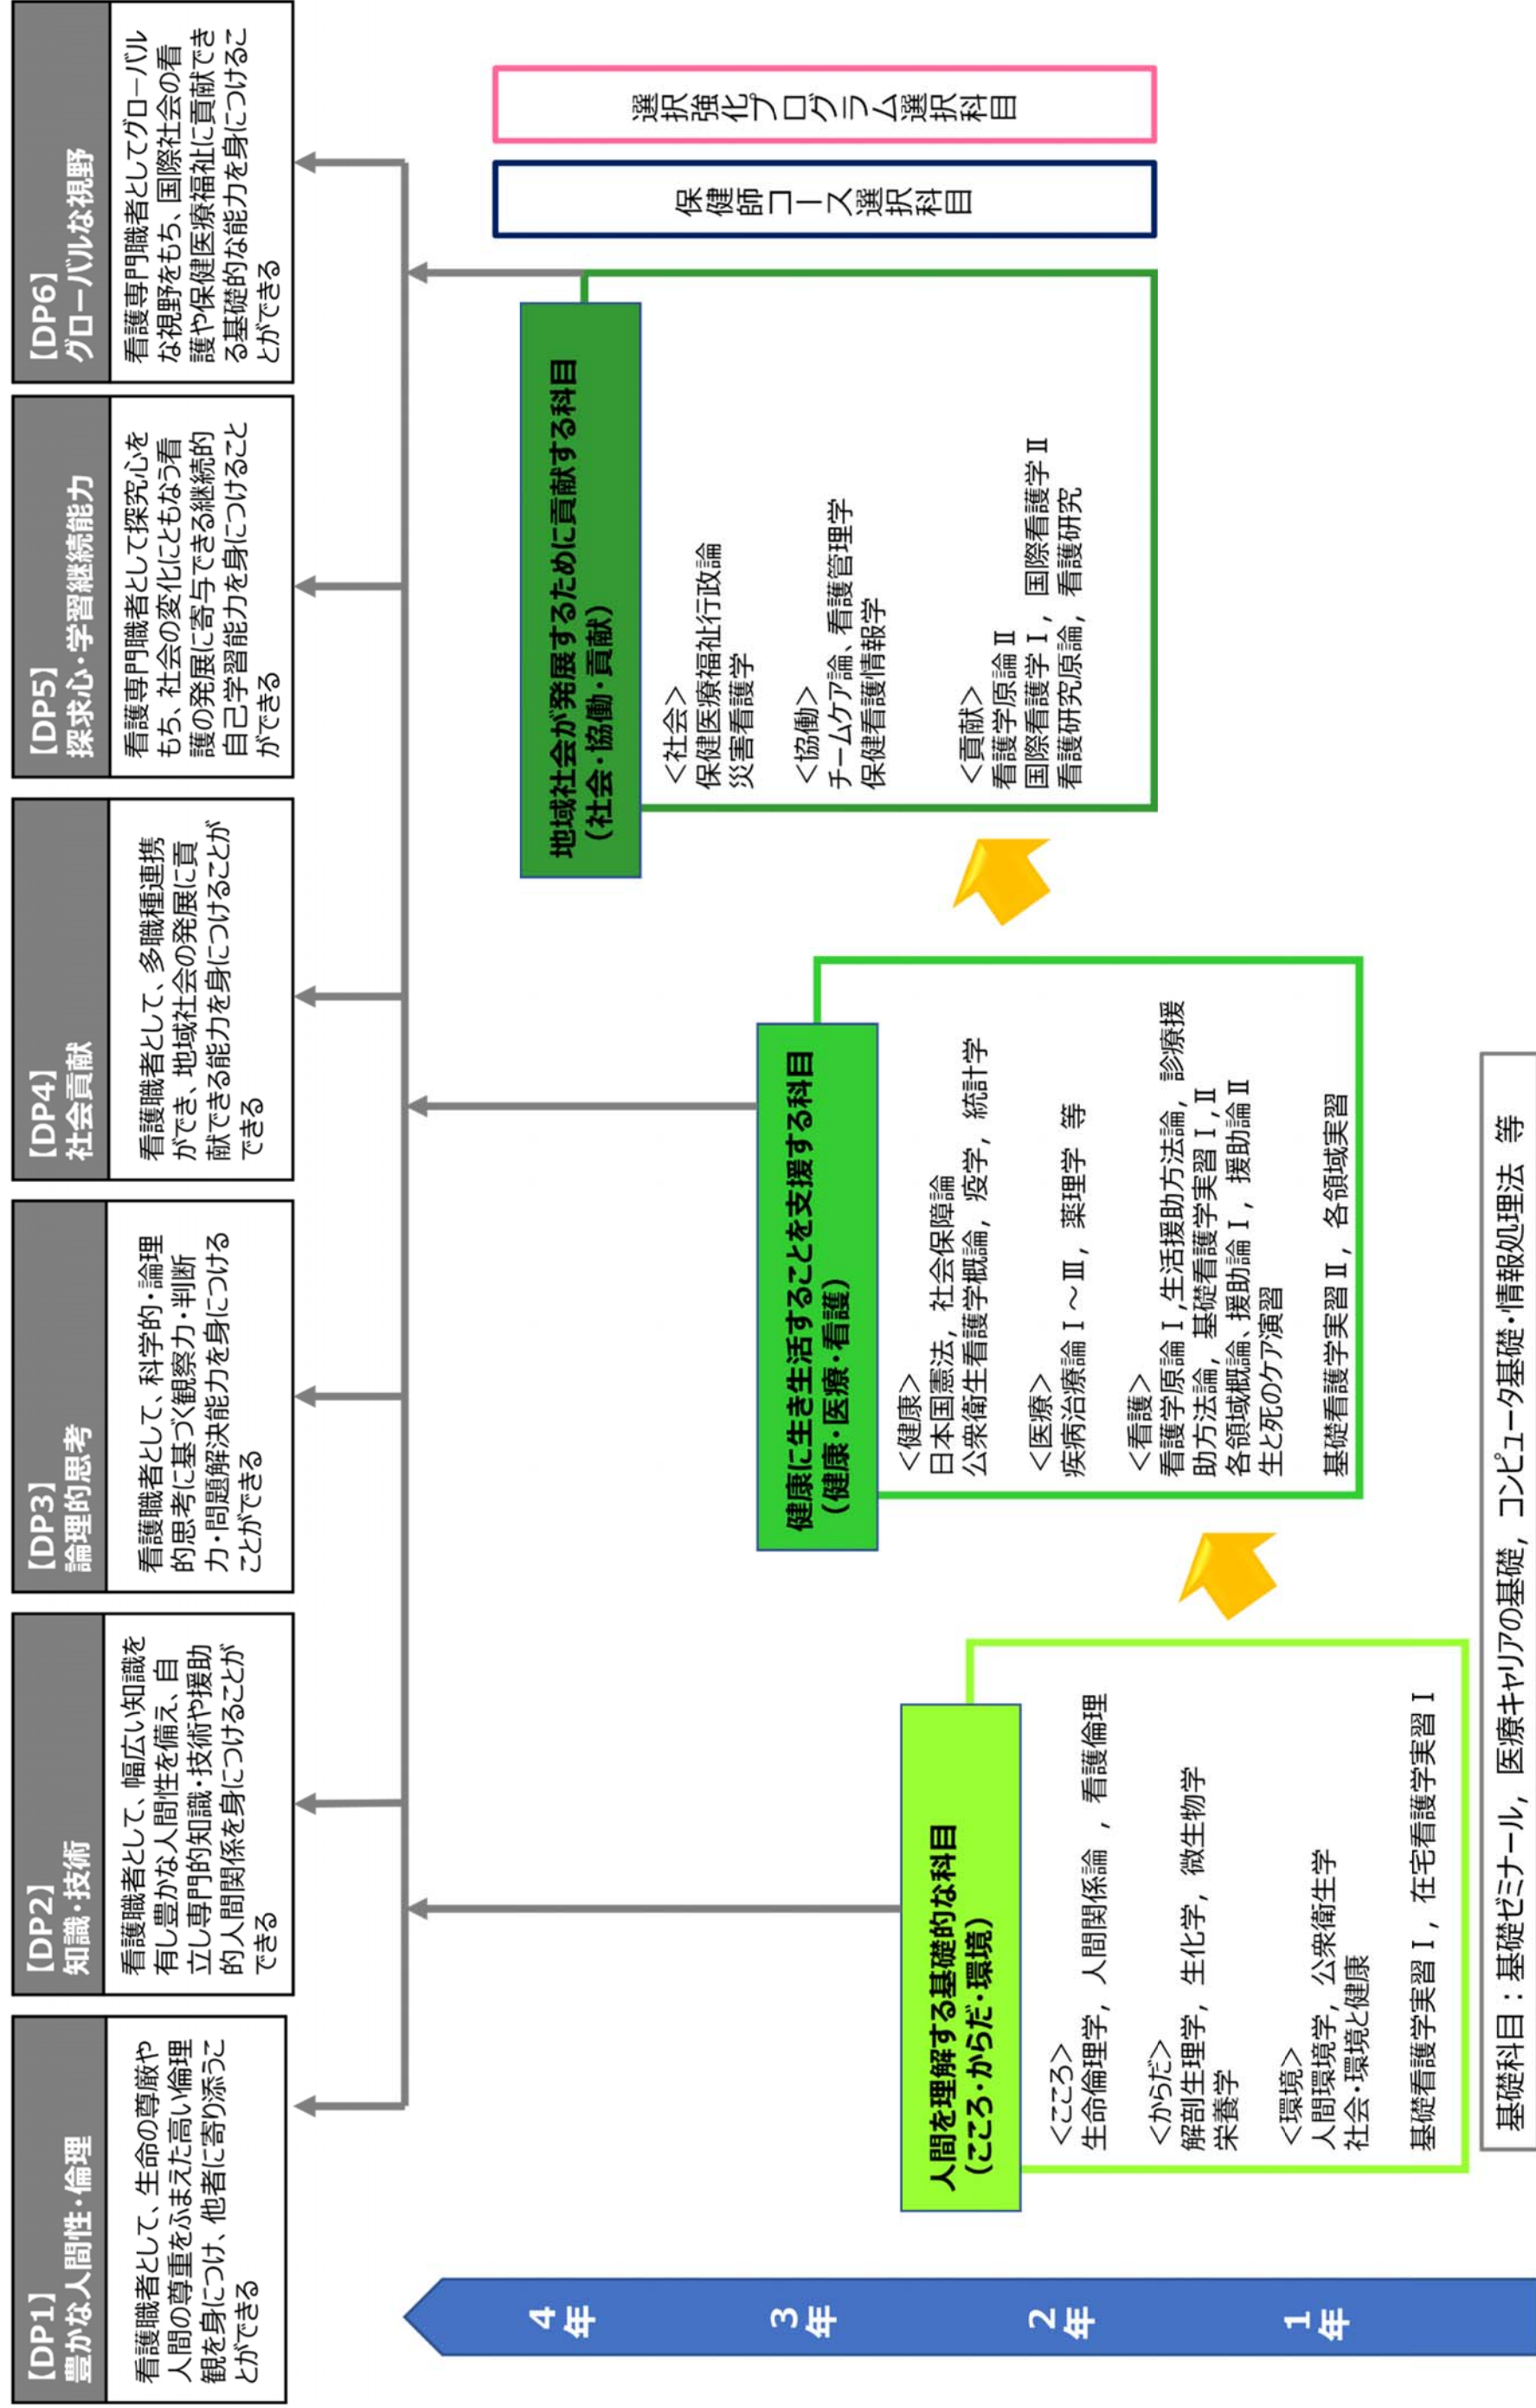 【DP1】
豊かな人間性・倫理
看護職者として、生命の尊厳や
人間の尊重をふまえた高い倫理
観を身につけ、他者に寄り添うこ
とができる
【DP2】
知識・技術
看護職者として、幅広い知識を
有し豊かな人間性を備え、自
立し専門的知識・技術や援助
的人間関係を身につけることが
できる
【DP3】
論理的思考
看護職者として、科学的・論理
的思考に基づく観察力・判断
力・問題解決能力を身につける
ことができる
【DP4】
社会貢献
看護職者として、多職種連携
ができ、地域社会の発展に貢
献できる能力を身につけることが
できる
【DP5】
探求心・学習継続能力
看護専門職者として探究心を
もち、社会の変化にともなう看
護の発展に寄与できる継続的
自己学習能力を身につけること
ができる
【DP6】
グローバルな視野
看護専門職者としてグローバル
な視野をもち、国際社会の看
護や保健医療福祉に貢献でき
る基礎的な能力を身につけるこ
とができる
4年
3年
2年
1年
人間を理解する基礎的な科目
(こころ・からだ・環境)
<こころ>
生命倫理学, 人間関係論 , 看護倫理
<からだ>
解剖生理学, 生化学, 微生物学
栄養学
<環境>
人間環境学, 公衆衛生学
社会・環境と健康
基礎看護学実習Ⅰ, 在宅看護学実習Ⅰ
健康に生き生活することを支援する科目
(健康・医療・看護)
<健康>
日本国憲法, 社会保障論
公衆衛生看護学概論, 疫学, 統計学
<医療>
疾病治療論Ⅰ~Ⅲ, 薬理学 等
<看護>
看護学原論Ⅰ,生活援助方法論, 診療援
助方法論, 基礎看護学実習Ⅰ,Ⅱ
各領域概論、援助論Ⅰ, 援助論Ⅱ
生と死のケア演習
基礎看護学実習Ⅱ, 各領域実習
地域社会が発展するために貢献する科目
(社会・協働・貢献)
<社会>
保健医療福祉行政論
災害看護学
<協働>
チームケア論、看護管理学
保健看護情報学
<貢献>
看護学原論Ⅱ
国際看護学Ⅰ, 国際看護学Ⅱ
看護研究原論, 看護研究
保健師コース選択科目
選択強化プログラム選択科目
基礎科目：基礎ゼミナール, 医療キャリアの基礎, コンピュータ基礎・情報処理法 等